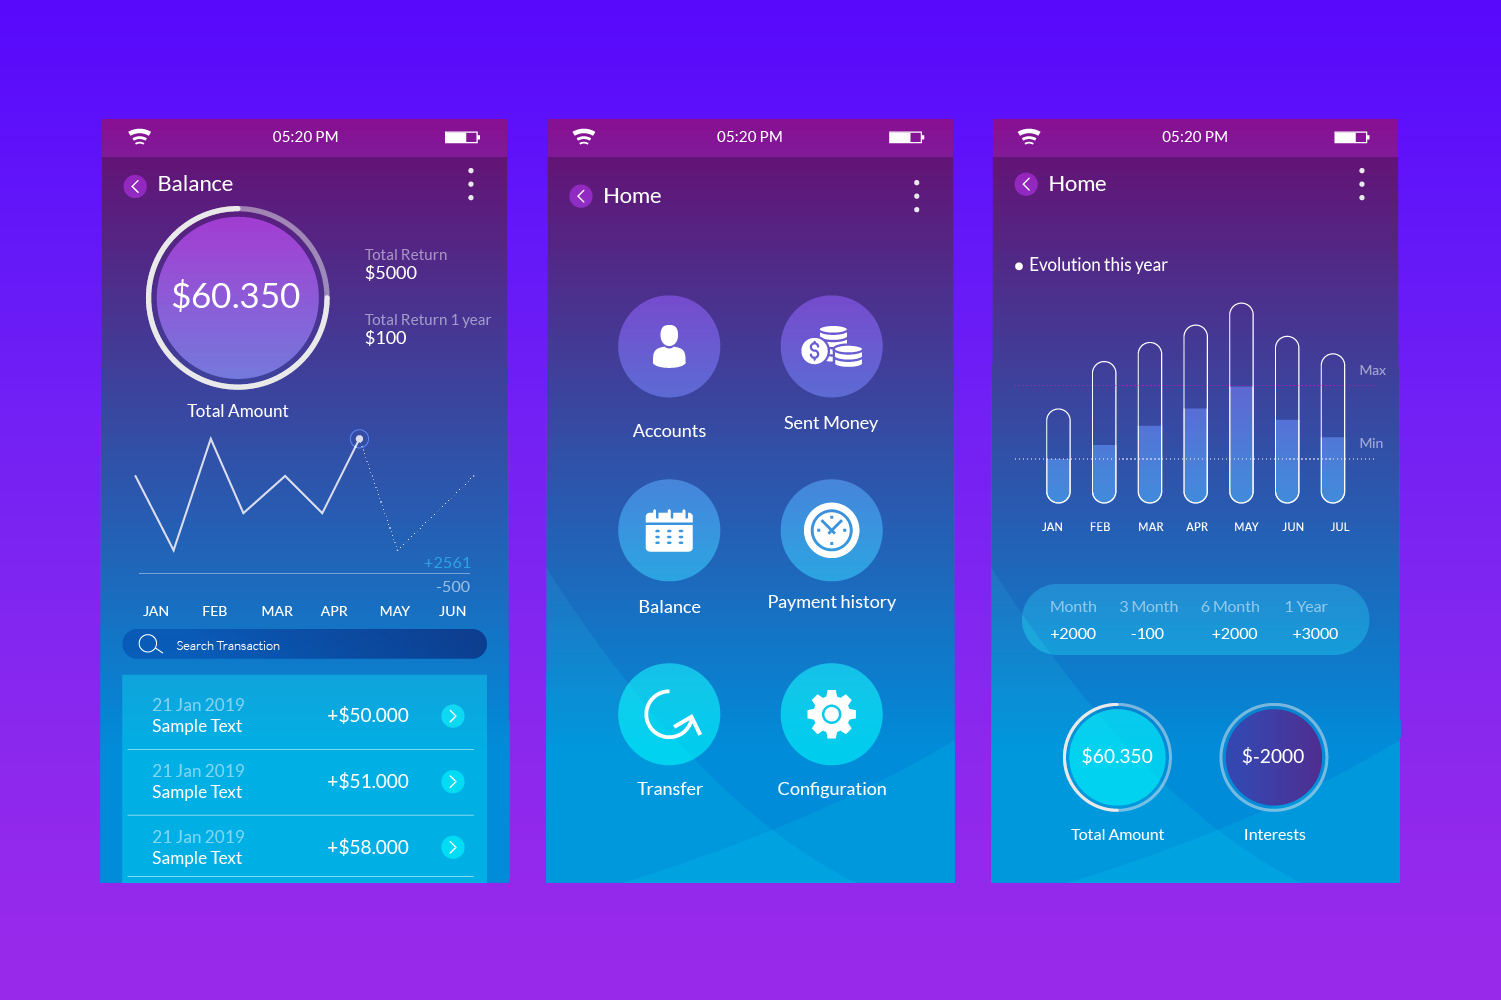 05:20 PM
Balance
$60.350
Total Return
$5000
Total Return 1 year
$100
Total Amount
+2561
-500
JAN FEB MAR APR MAY JUN
Search Transaction
21 Jan 2019
Sample Text
+$50.000
21 Jan 2019
Sample Text
+$51.000
21 Jan 2019
Sample Text
+$58.000
05:20 PM
Home
$
Accounts
Sent Money
Balance
Payment history
Transfer
Configuration
05:20 PM
Home
Evolution this year
Max
Min
JAN FEB MAR APR MAY JUN JUL
Month 3 Month 6 Month 1 Year
+2000 -100 +2000 +3000
$60.350
$-2000
Total Amount
Interests